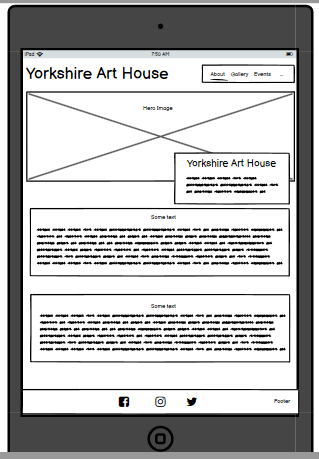 iPad
7:50 AM
Yorkshire Art House
About Gallery Events ...
Hero Image
Yorkshire Art House
Some text
Some text
Footer